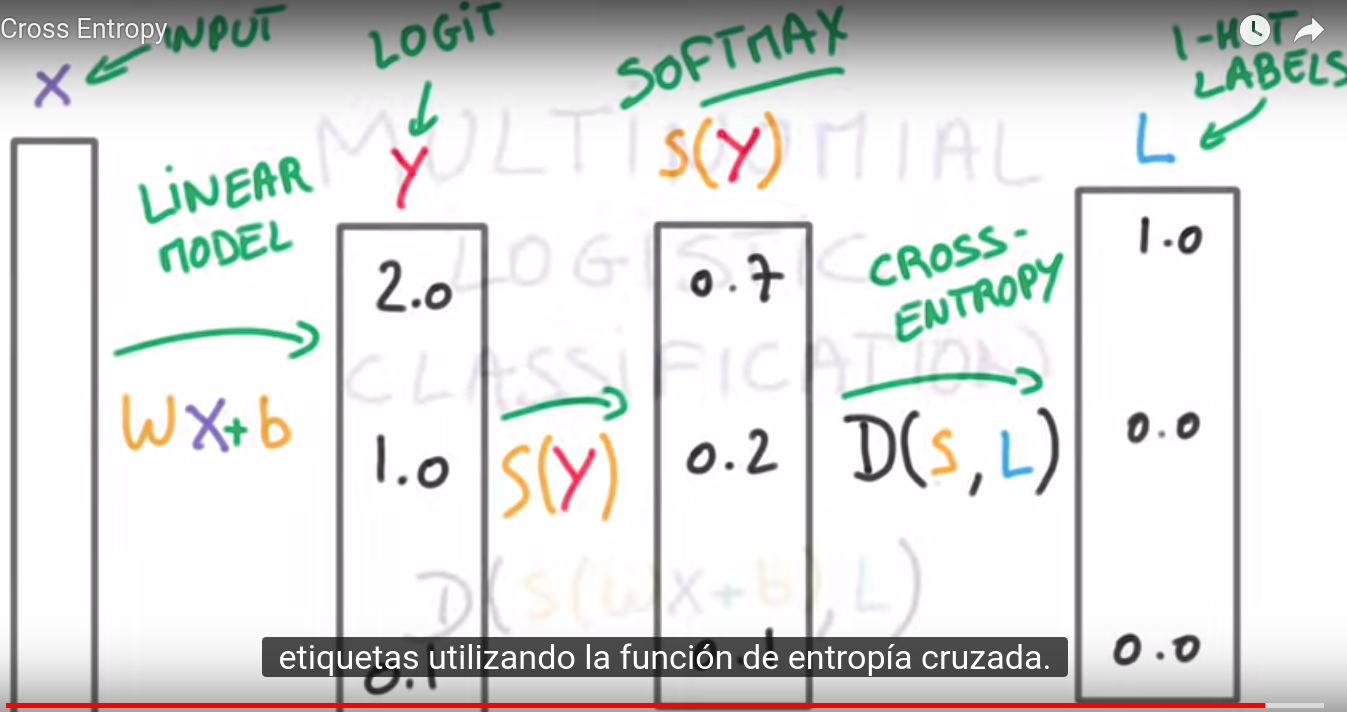 Cross Entropy
INPUT
X
LOGIT
Y
SOFTMAX
S(Y)
1-HOT
LABELS
L
MULTINOMIAL
LOGISTIC
CLASSIFICATION)
LINEAR
MODEL
WX+b
2.0
1.0
0.1
S(Y)
0.7
0.2
0.1
CROSS-
ENTROPY
D(S,L)
1.0
0.0
0.0
D(S(WX+b),L)
etiquetas utilizando la función de entropía cruzada.